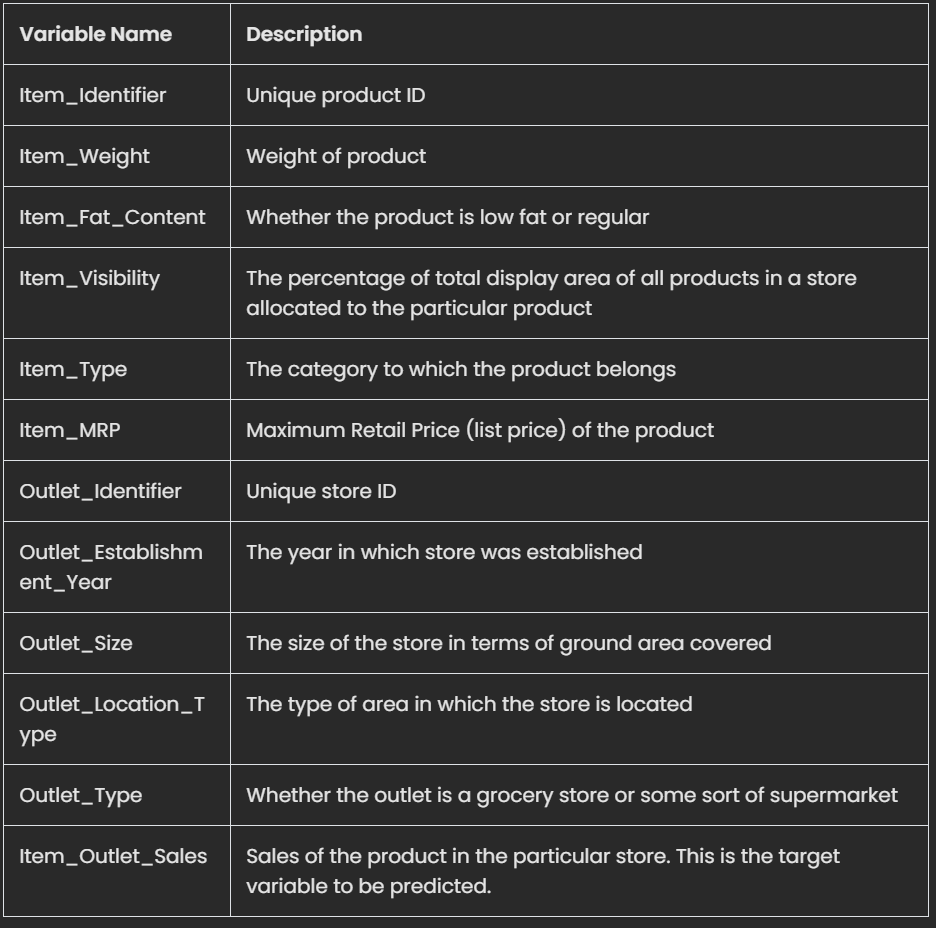 Variable Name Description
Item_Identifier Unique product ID
Item_Weight Weight of product
Item_Fat_Content Whether the product is low fat or regular
Item_Visibility The percentage of total display area of all products in a store
allocated to the particular product
Item_Type The category to which the product belongs
Item_MRP Maximum Retail Price (list price) of the product
Outlet_Identifier Unique store ID
Outlet_Establishm The year in which store was established
ent_Year
Outlet_Size The size of the store in terms of ground area covered
Outlet_Location_T The type of area in which the store is located
ype
Outlet_Type Whether the outlet is a grocery store or some sort of supermarket
Item_Outlet_Sales Sales of the product in the particular store. This is the target
variable to be predicted.